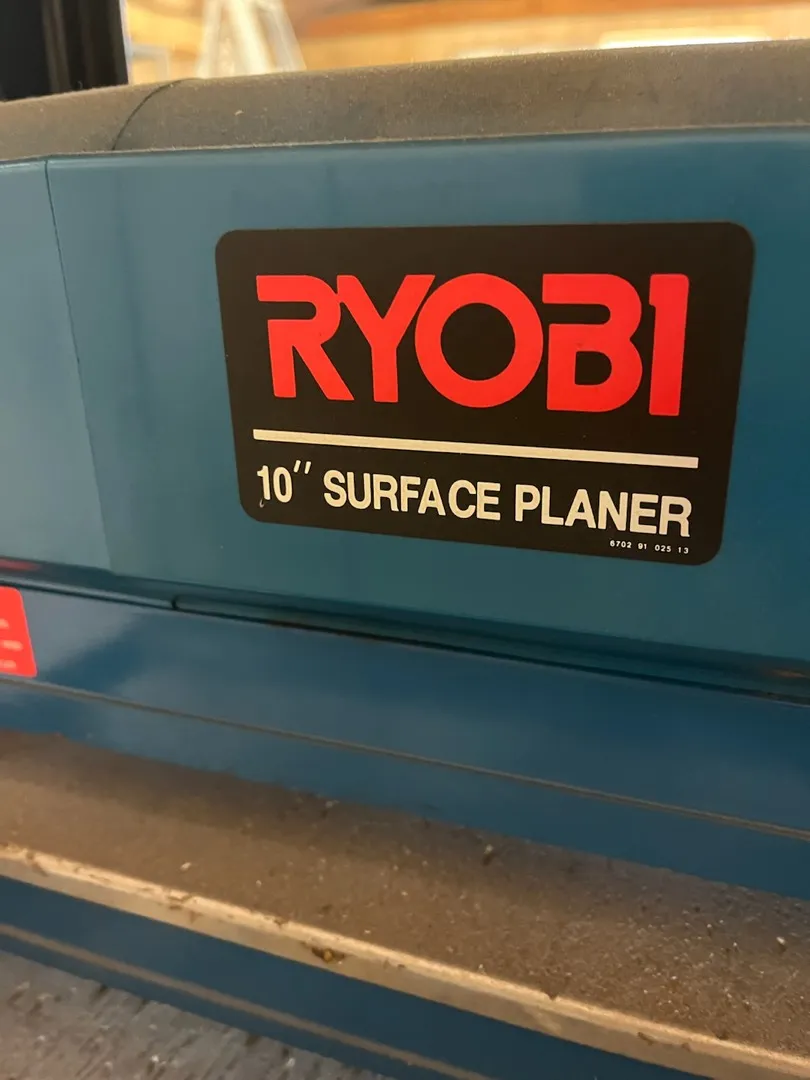 RYOBI
10″ SURFACE PLANER
6702 91 025 13